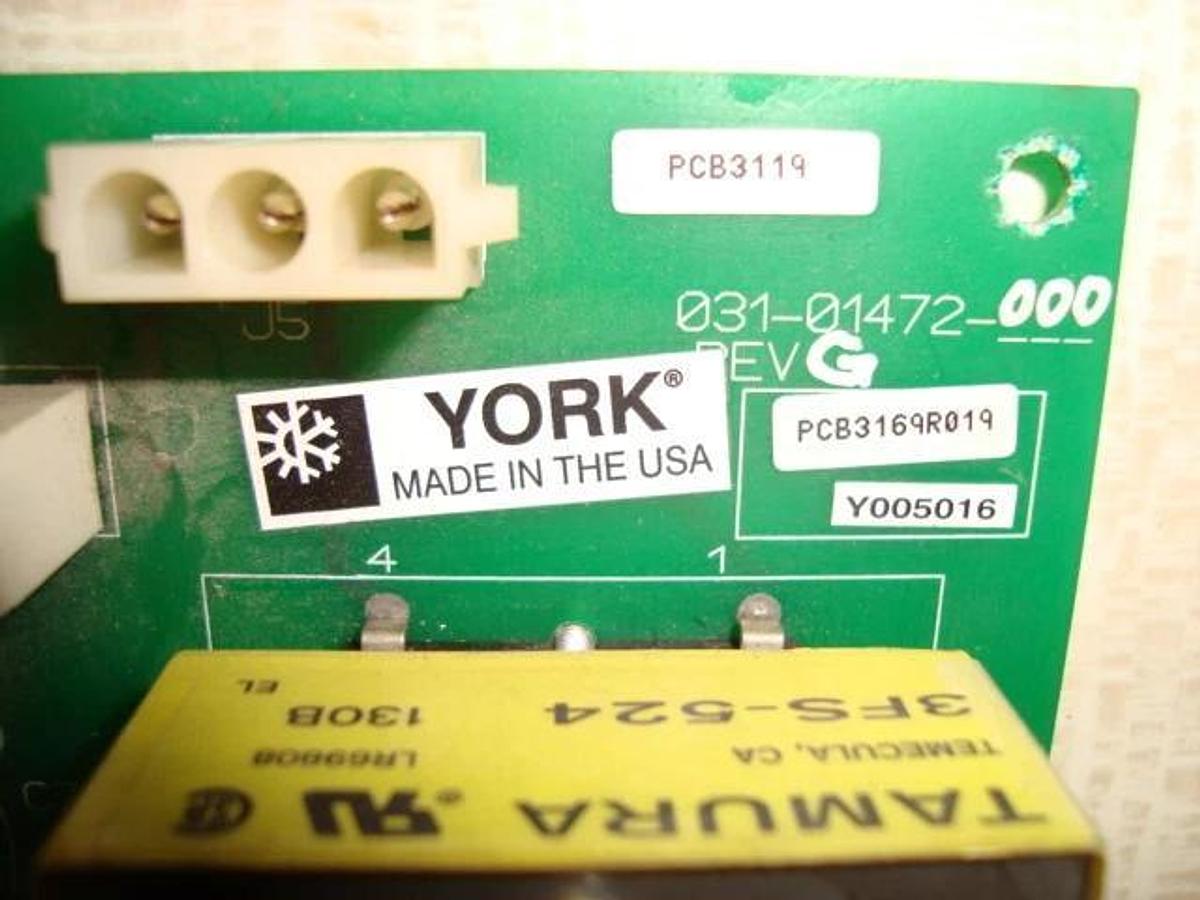 PCB3119
031-01472-000
REV G
J5
YORK®
MADE IN THE USA
PCB3169R019
Y005016
4 1
TAMURA
TEMECULA, CA LR69808
3FS-524 130B
EL